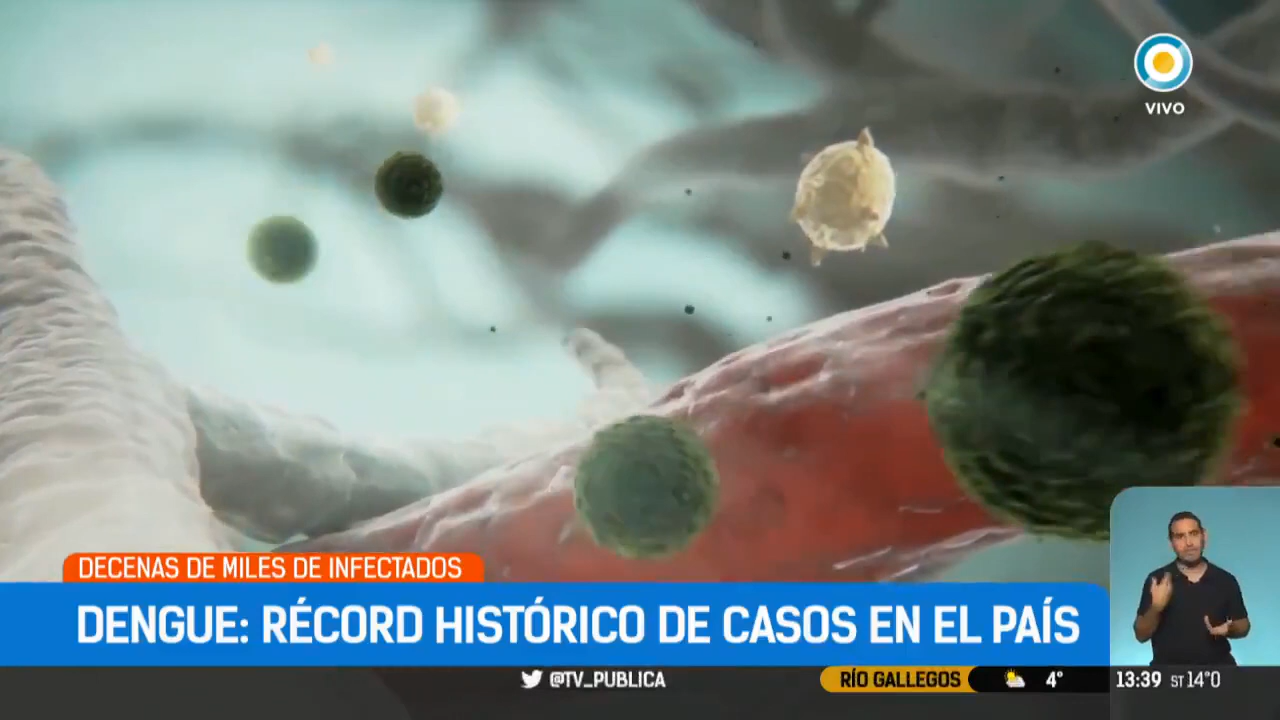 VIVO
DECENAS DE MILES DE INFECTADOS
DENGUE: RÉCORD HISTÓRICO DE CASOS EN EL PAÍS
@TV_PUBLICA
RÍO GALLEGOS 4° 13:39 ST 14°0